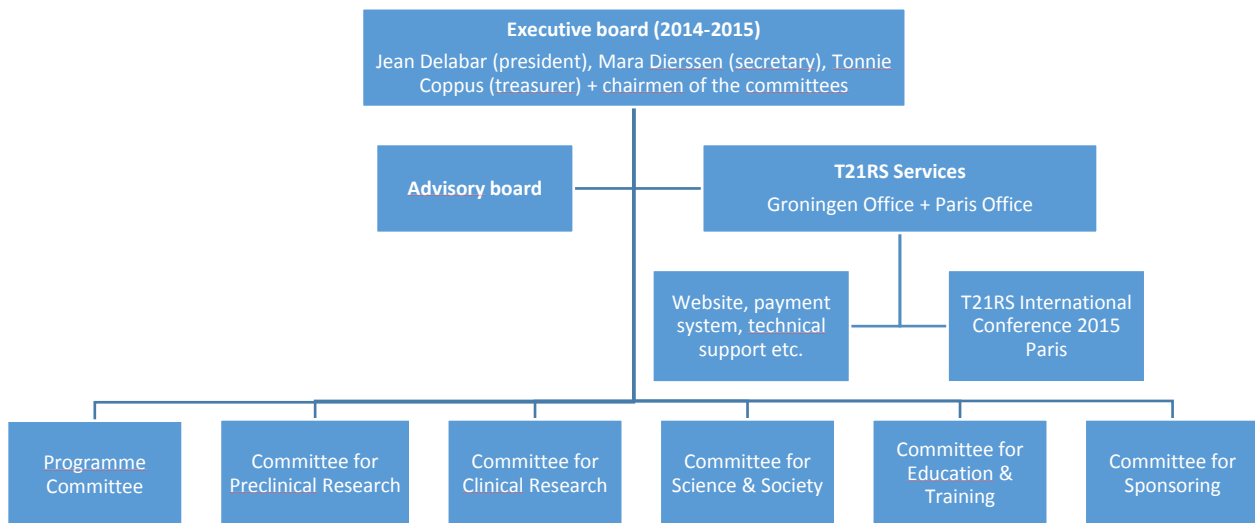 Executive board (2014-2015)
Jean Delabar (president), Mara Dierssen (secretary), Tonnie
Coppus (treasurer) + chairmen of the committees
Advisory board
T21RS Services
Groningen Office + Paris Office
Website, payment
system, technical
support etc.
T21RS International
Conference 2015
Paris
Programme
Committee
Committee for
Preclinical Research
Committee for
Clinical Research
Committee for
Science & Society
Committee for
Education &
Training
Committee for
Sponsoring